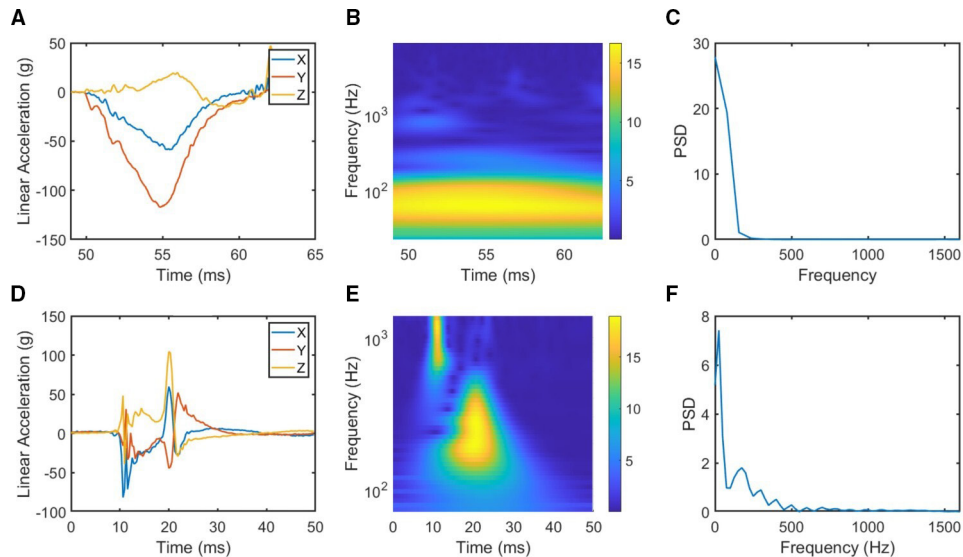 A
B
C
50
0
-50
-100
-150
Linear Acceleration (g)
50
55
60
65
Time (ms)
X
Y
Z
10³
10²
Frequency (Hz)
50
55
60
Time (ms)
15
10
5
30
20
10
0
PSD
0
500
1000
1500
Frequency
D
E
F
150
100
50
0
-50
-100
Linear Acceleration (g)
0
10
20
30
40
50
Time (ms)
X
Y
Z
10³
10²
Frequency (Hz)
0
10
20
30
40
50
Time (ms)
15
10
5
8
6
4
2
0
PSD
0
500
1000
1500
Frequency (Hz)